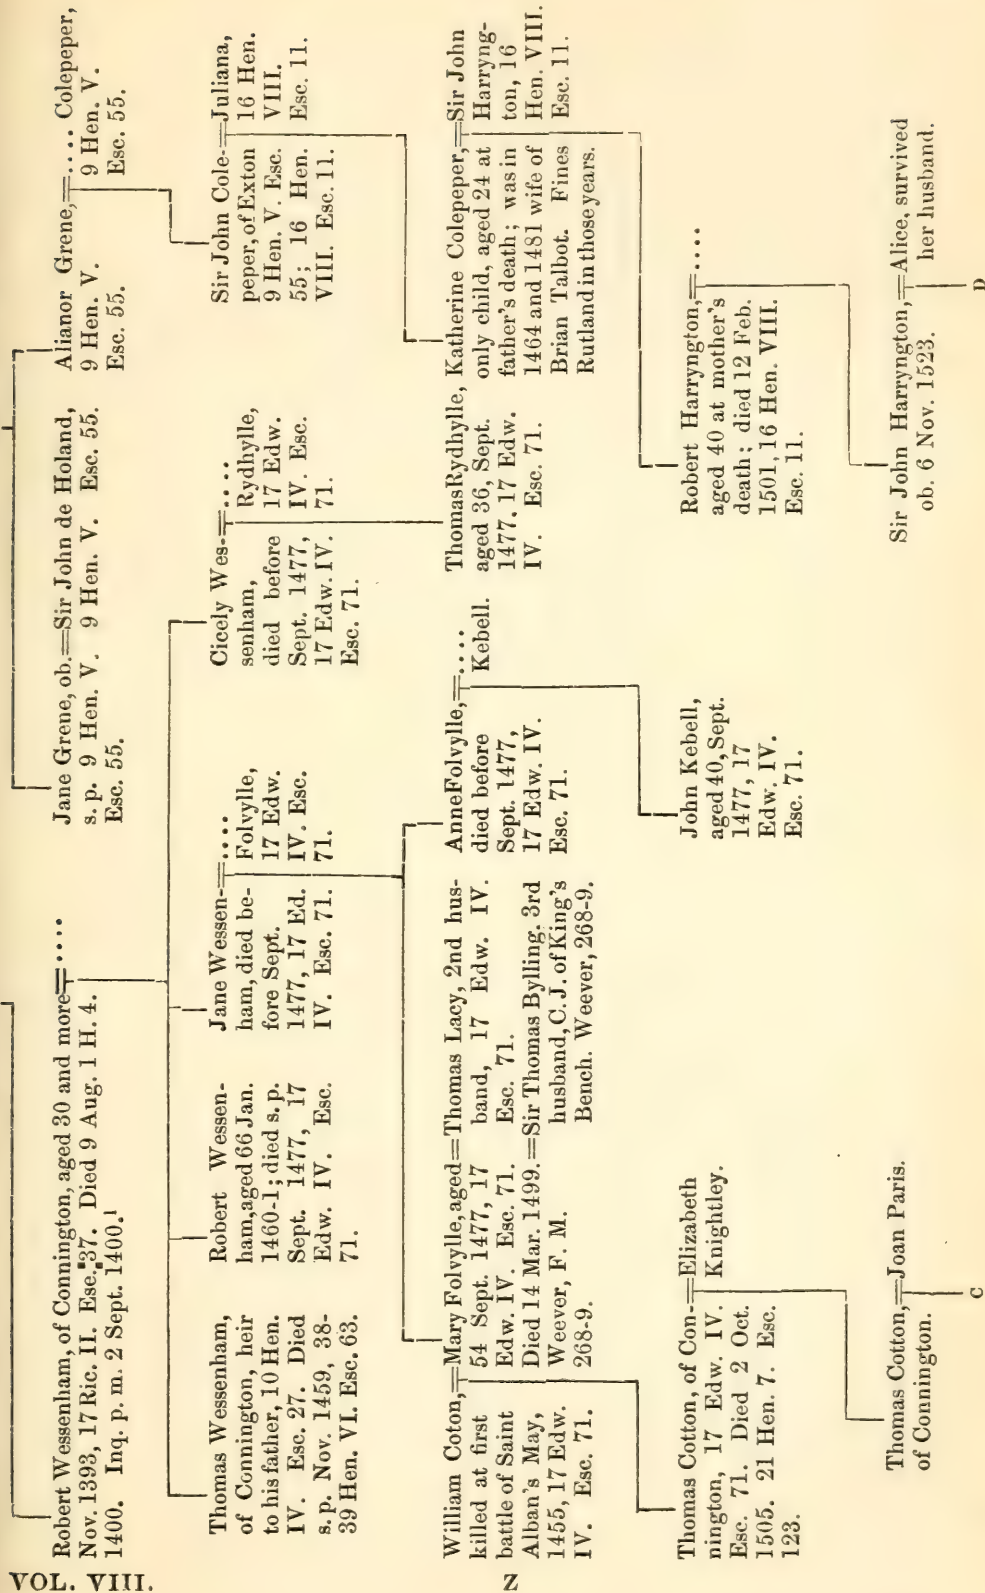 Robert Wessenham, of Connington, aged 30 and more=....
Nov. 1393, 17 Ric. II. Esc. 37. Died 9 Aug. 1 H. 4.
1400. Inq. p. m. 2 Sept. 1400.¹
Jane Grene, ob.=Sir John de Holand,
s. p. 9 Hen. V. 9 Hen. V. Esc. 55.
Esc. 55.
Alianor Grene,=.... Colepeper,
9 Hen. V. 9 Hen. V.
Esc. 55. Esc. 55.
Thomas Wessenham,
of Connington, heir
to his father, 10 Hen.
IV. Esc. 27. Died
s. p. Nov. 1459, 38-
39 Hen. VI. Esc. 63.
Robert Wessen-
ham, aged 66 Jan.
1460-1; died s. p.
Sept. 1477, 17
Edw. IV. Esc.
71.
Jane Wessen-=....
ham, died be- Folvylle,
fore Sept. 17 Edw.
1477, 17 Ed. IV. Esc.
IV. Esc. 71. 71.
Cicely Wes-=....
senham, Rydhylle,
died before 17 Edw.
Sept. 1477, IV. Esc.
17 Edw. IV. 71.
Esc. 71.
Sir John Cole-=Juliana,
peper, of Exton 16 Hen.
9 Hen. V. Esc. VIII.
55; 16 Hen. Esc. 11.
VIII. Esc. 11.
William Coton,=Mary Folvylle, aged=Thomas Lacy, 2nd hus-
killed at first 54 Sept. 1477, 17 band, 17 Edw. IV.
battle of Saint Edw. IV. Esc. 71. Esc. 71.
Alban's May, Died 14 Mar. 1499.=Sir Thomas Bylling, 3rd
1455, 17 Edw. Weever, F. M. husband, C. J. of King's
IV. Esc. 71. 268-9. Bench. Weever, 268-9.
Anne Folvylle,=....
died before Kebell.
Sept. 1477,
17 Edw. IV.
Esc. 71.
Thomas Rydhylle,
aged 36, Sept.
1477, 17 Edw.
IV. Esc. 71.
Katherine Colepeper,=Sir John
only child, aged 24 at Harryng-
father's death; was in ton, 16
1464 and 1481 wife of Hen. VIII.
Brian Talbot. Fines Esc. 11.
Rutland in those years.
Thomas Cotton, of Con-=Elizabeth
nington, 17 Edw. IV. Knightley.
Esc. 71. Died 2 Oct.
1505. 21 Hen. 7. Esc.
123.
John Kebell,
aged 40, Sept.
1477, 17
Edw. IV.
Esc. 71.
Robert Harryngton,=....
aged 40 at mother's
death; died 12 Feb.
1501, 16 Hen. VIII.
Esc. 11.
Thomas Cotton,=Joan Paris.
of Connington.
C
Sir John Harryngton,=Alice, survived
ob. 6 Nov. 1523. her husband.
D
VOL. VIII.
Z